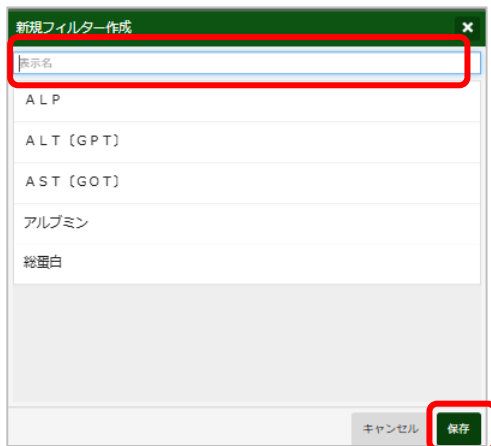 新規フィルター作成 ×
表示名
ＡＬＰ
ＡＬＴ〔ＧＰＴ〕
ＡＳＴ〔ＧＯＴ〕
アルブミン
総蛋白
キャンセル 保存